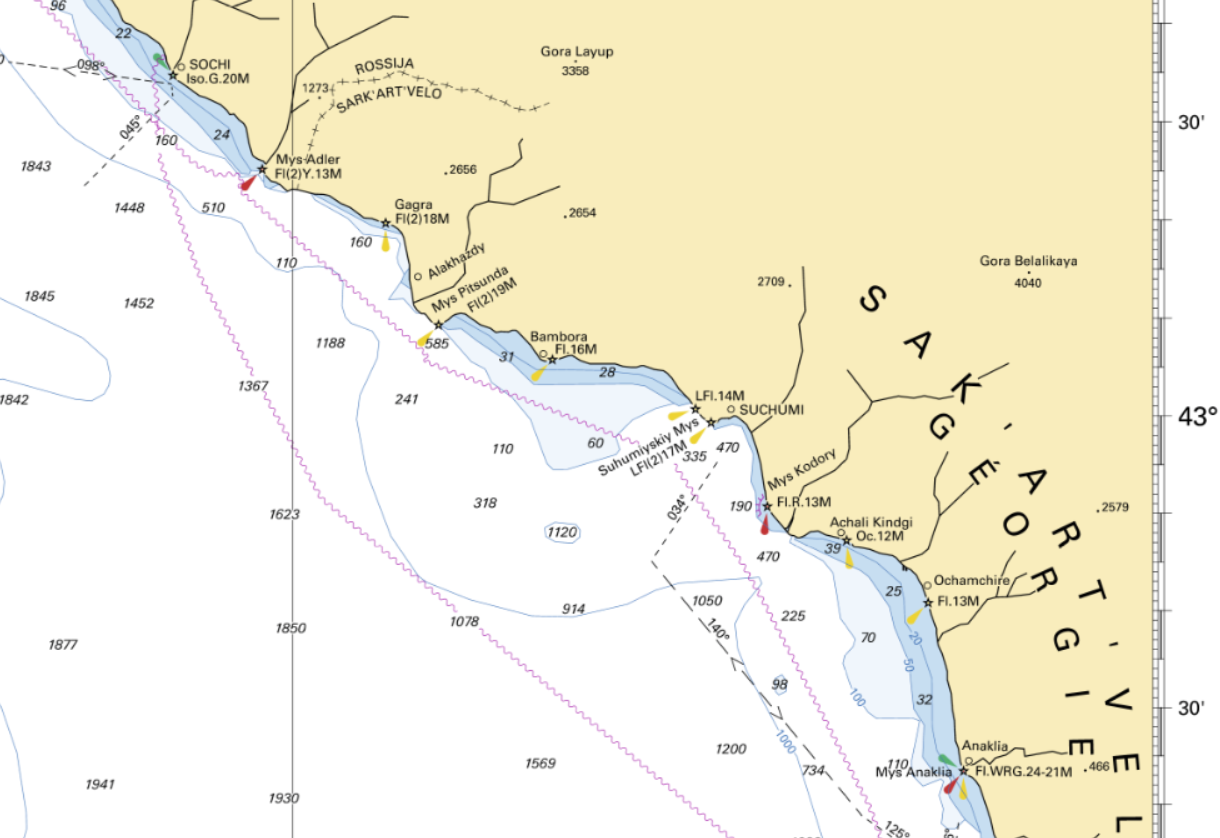 96
22
SOCHI
Iso.G.20M
098°
045°
160
24
1843
1448
510
110
1845
1452
1188
1842
1367
Gora Layup
3358
ROSSIJA
SARK'ART'VELO
1273
Mys Adler
Fl(2)Y.13M
2656
2654
Gagra
Fl(2)18M
160
Alakhazdy
Mys Pitsunda
Fl(2)19M
585
Bambora
Fl.16M
31
28
241
110
60
318
1120
2709
Gora Belalikaya
4040
30'
43°
30'
LFl.14M
SUCHUMI
Suhumiyskiy Mys
LFl(2)17M
470
335
034°
Mys Kodory
Fl.R.13M
190
470
Achali Kindgi
Oc.12M
39
Ochamchire
Fl.13M
25
20
50
70
100
32
225
2579
1623
1850
1877
1078
914
1050
140°
98
1000
1200
734
1569
1941
1930
110
Anaklia
Mys Anaklia
Fl.WRG.24-21M
466
125°
SAK'ART'VEL
GÉORGIE